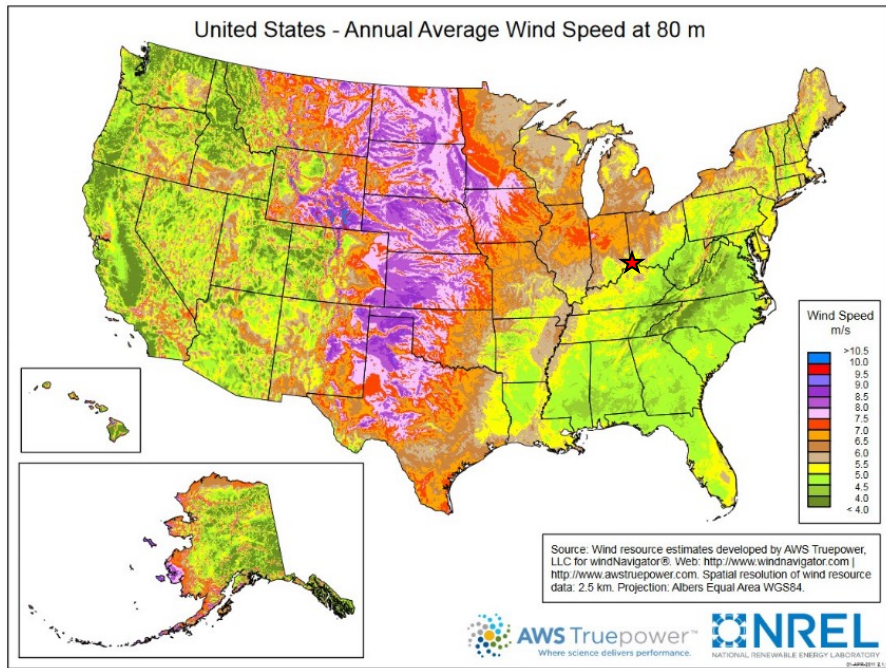 United States - Annual Average Wind Speed at 80 m
Wind Speed
m/s
>10.5
10.0
9.5
9.0
8.5
8.0
7.5
7.0
6.5
6.0
5.5
5.0
4.5
4.0
< 4.0
Source: Wind resource estimates developed by AWS Truepower,
LLC for windNavigator®. Web: http://www.windnavigator.com |
http://www.awstruepower.com. Spatial resolution of wind resource
data: 2.5 km. Projection: Albers Equal Area WGS84.
AWS Truepower™
Where science delivers performance.
NREL
NATIONAL RENEWABLE ENERGY LABORATORY